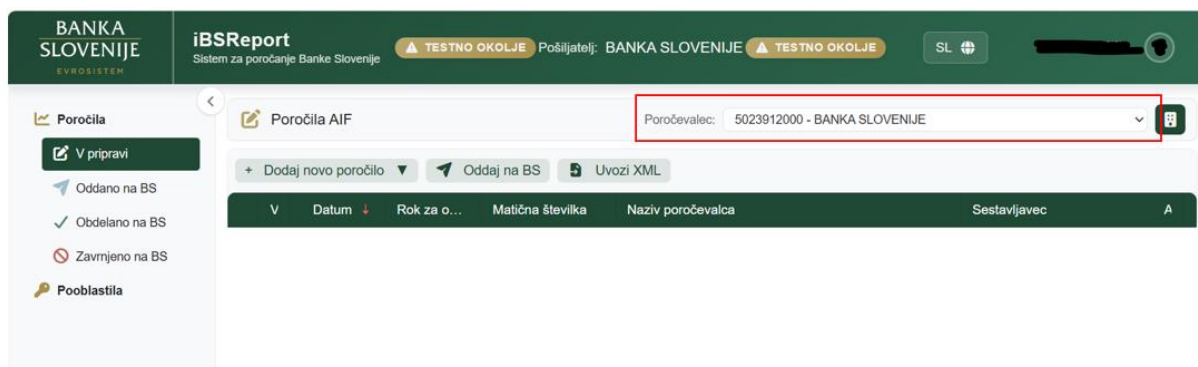 BANKA
SLOVENIJE
EVROSISTEM
iBSReport
Sistem za poročanje Banke Slovenije
TESTNO OKOLJE Pošiljatelj: BANKA SLOVENIJE TESTNO OKOLJE
SL
Poročila
V pripravi
Oddano na BS
Obdelano na BS
Zavrnjeno na BS
Pooblastila
Poročila AIF
Poročevalec: 5023912000 - BANKA SLOVENIJE
+ Dodaj novo poročilo ▼ Oddaj na BS Uvozi XML
V Datum ↓ Rok za o... Matična številka Naziv poročevalca Sestavljavec A